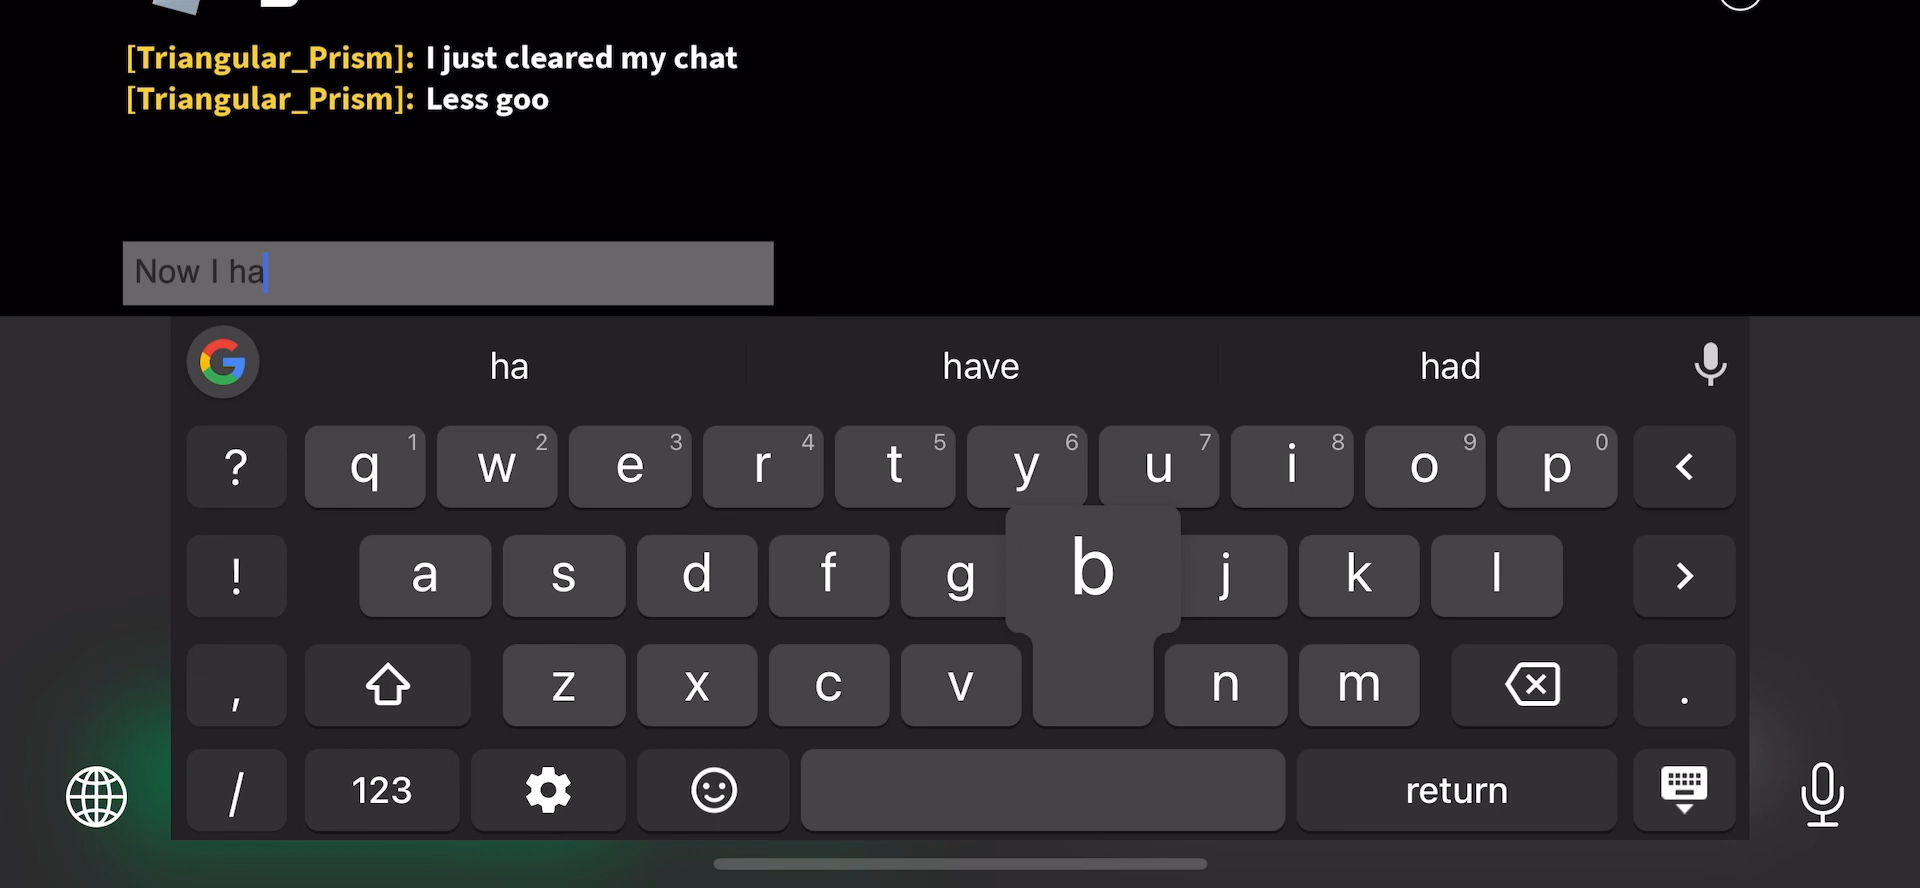 [Triangular_Prism]: I just cleared my chat
[Triangular_Prism]: Less goo
Now I ha
ha have had
? q 1 w 2 e 3 r 4 t 5 y 6 u 7 i 8 o 9 p 0 <
! a s d f g b j k l >
, z x c v n m .
/ 123 return